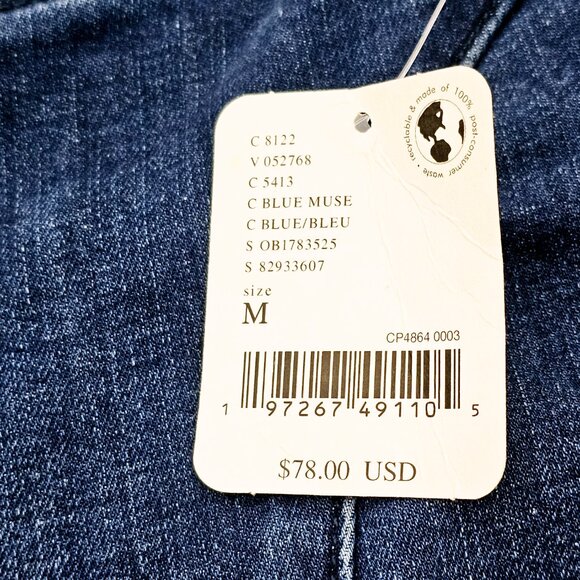 recyclable & made of 100% post-consumer waste
C 8122
V 052768
C 5413
C BLUE MUSE
C BLUE/BLEU
S OB1783525
S 82933607
size
M
CP4864 0003
1 97267 49110 5
$78.00 USD